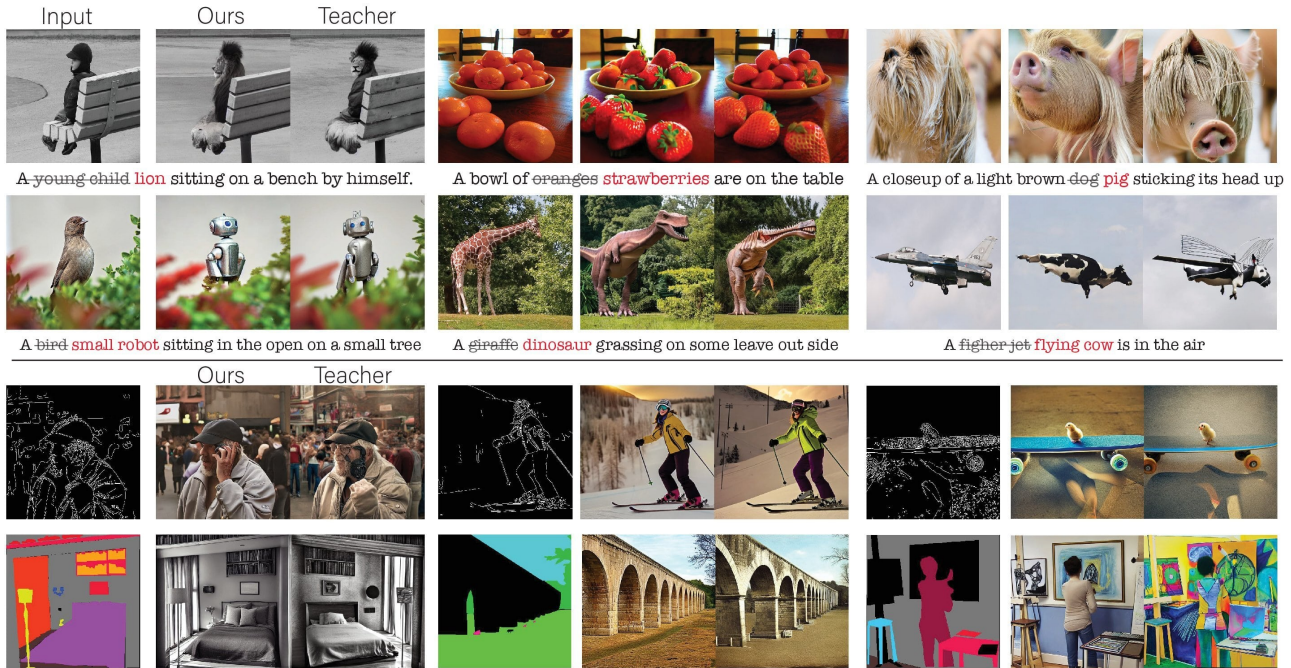 Input Ours Teacher
A young child lion sitting on a bench by himself.
A bowl of oranges strawberries are on the table
A closeup of a light brown dog pig sticking its head up
A bird small robot sitting in the open on a small tree
A giraffe dinosaur grassing on some leave out side
A figher jet flying cow is in the air
Ours Teacher